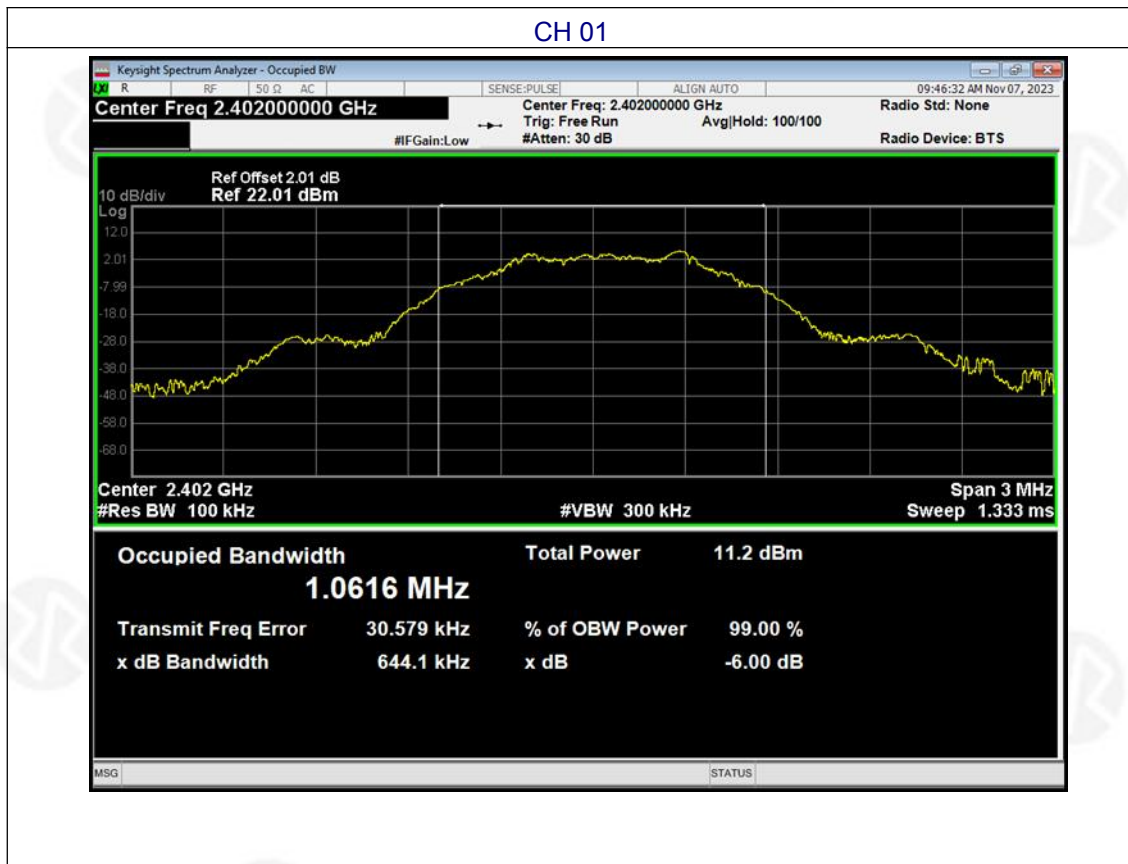 CH 01
Keysight Spectrum Analyzer - Occupied BW
LXI R RF 50 Ω AC SENSE:PULSE ALIGN AUTO 09:46:32 AM Nov 07, 2023
Center Freq 2.402000000 GHz Center Freq: 2.402000000 GHz Radio Std: None
Trig: Free Run Avg|Hold: 100/100
#IFGain:Low #Atten: 30 dB Radio Device: BTS
Ref Offset 2.01 dB
10 dB/div Ref 22.01 dBm
Log
12.0
2.01
-7.99
-18.0
-28.0
-38.0
-48.0
-58.0
-68.0
Center 2.402 GHz Span 3 MHz
#Res BW 100 kHz #VBW 300 kHz Sweep 1.333 ms
Occupied Bandwidth Total Power 11.2 dBm
1.0616 MHz
Transmit Freq Error 30.579 kHz % of OBW Power 99.00 %
x dB Bandwidth 644.1 kHz x dB -6.00 dB
MSG STATUS